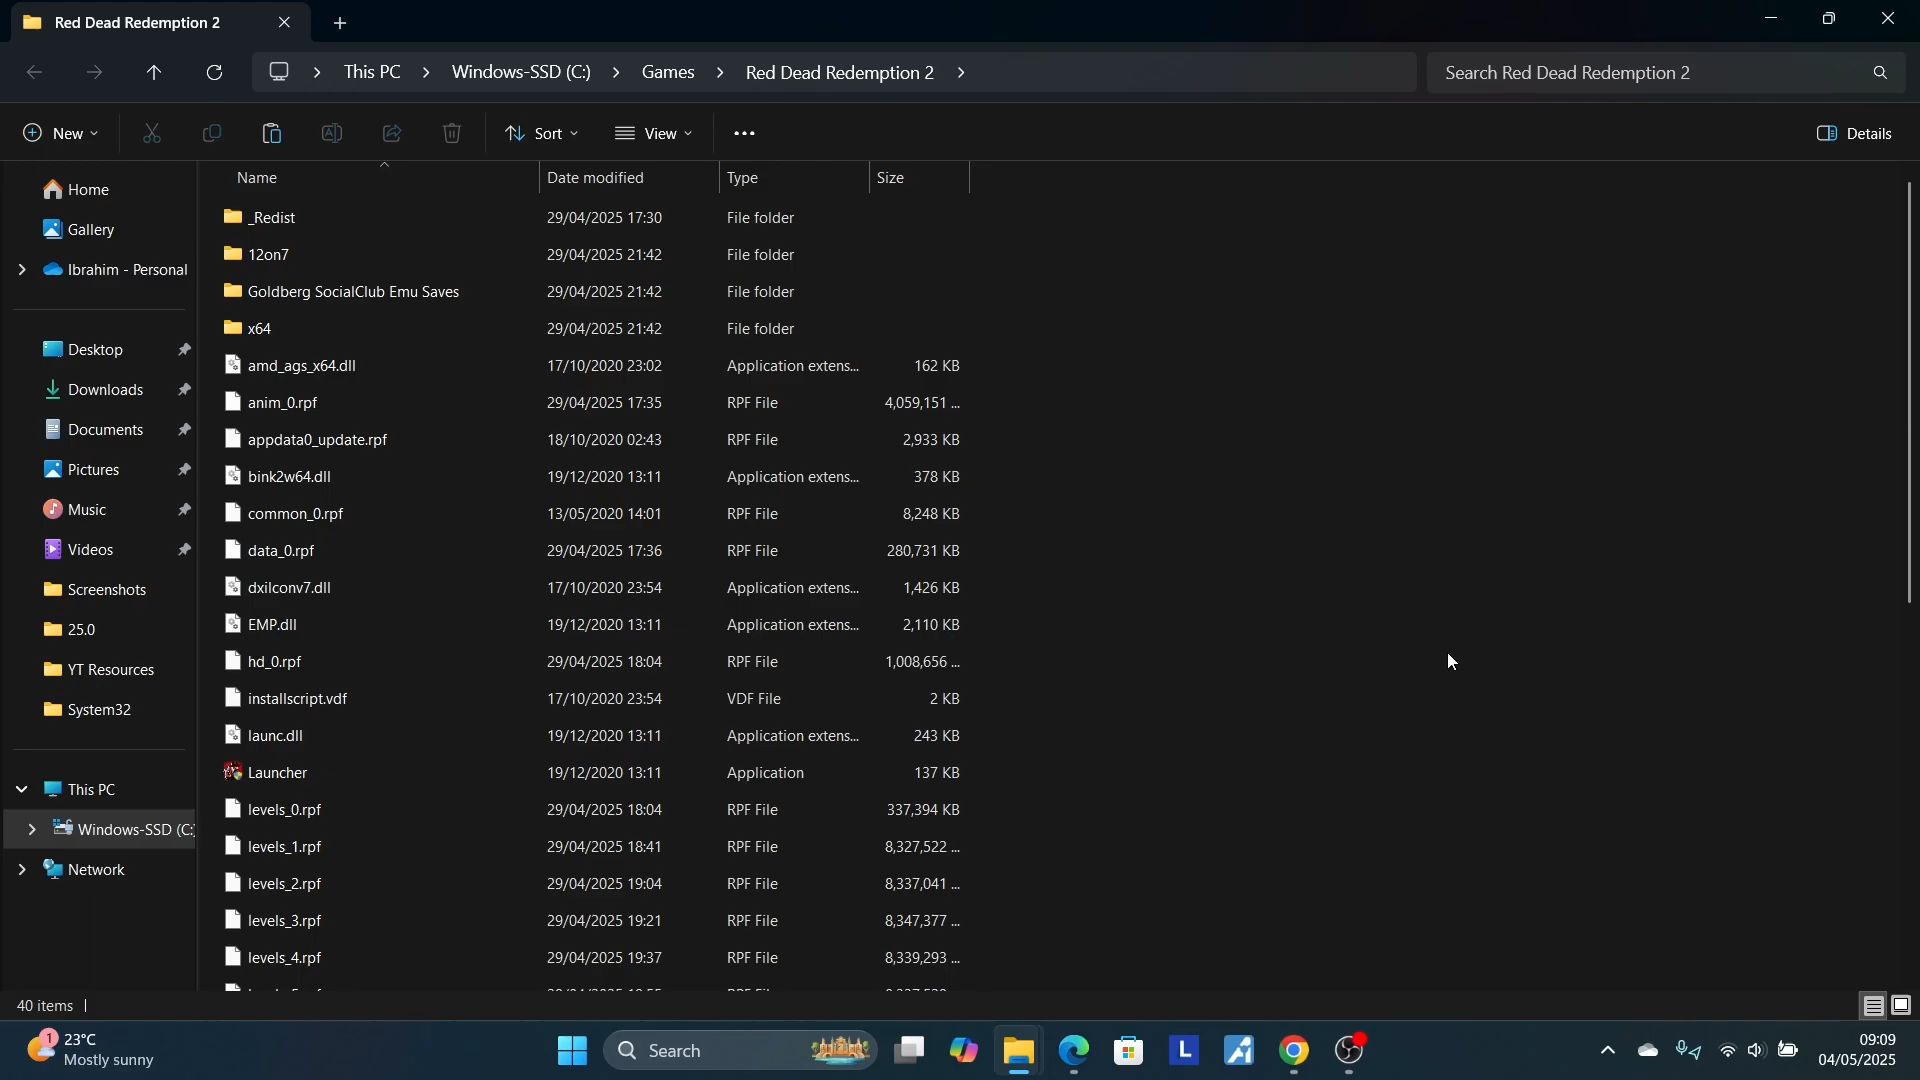 Red Dead Redemption 2
This PC > Windows-SSD (C:) > Games > Red Dead Redemption 2 >
Search Red Dead Redemption 2
New
Sort
View
Details
Name Date modified Type Size
Home
Gallery
Ibrahim - Personal
Desktop
Downloads
Documents
Pictures
Music
Videos
Screenshots
25.0
YT Resources
System32
This PC
Windows-SSD (C:)
Network
_Redist 29/04/2025 17:30 File folder
12on7 29/04/2025 21:42 File folder
Goldberg SocialClub Emu Saves 29/04/2025 21:42 File folder
x64 29/04/2025 21:42 File folder
amd_ags_x64.dll 17/10/2020 23:02 Application extens... 162 KB
anim_0.rpf 29/04/2025 17:35 RPF File 4,059,151 ...
appdata0_update.rpf 18/10/2020 02:43 RPF File 2,933 KB
bink2w64.dll 19/12/2020 13:11 Application extens... 378 KB
common_0.rpf 13/05/2020 14:01 RPF File 8,248 KB
data_0.rpf 29/04/2025 17:36 RPF File 280,731 KB
dxilconv7.dll 17/10/2020 23:54 Application extens... 1,426 KB
EMP.dll 19/12/2020 13:11 Application extens... 2,110 KB
hd_0.rpf 29/04/2025 18:04 RPF File 1,008,656 ...
installscript.vdf 17/10/2020 23:54 VDF File 2 KB
launc.dll 19/12/2020 13:11 Application extens... 243 KB
Launcher 19/12/2020 13:11 Application 137 KB
levels_0.rpf 29/04/2025 18:04 RPF File 337,394 KB
levels_1.rpf 29/04/2025 18:41 RPF File 8,327,522 ...
levels_2.rpf 29/04/2025 19:04 RPF File 8,337,041 ...
levels_3.rpf 29/04/2025 19:21 RPF File 8,347,377 ...
levels_4.rpf 29/04/2025 19:37 RPF File 8,339,293 ...
40 items
1
23°C
Mostly sunny
Search
L
09:09
04/05/2025